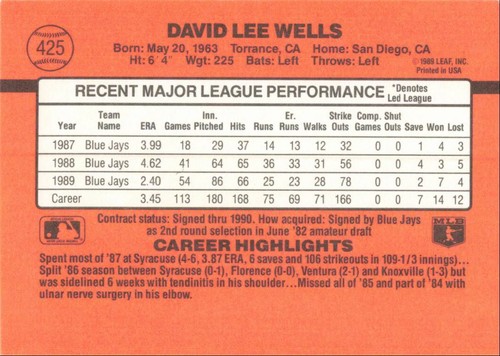 425
DAVID LEE WELLS
Born: May 20, 1963 Torrance, CA Home: San Diego, CA
Ht: 6' 4" Wgt: 225 Bats: Left Throws: Left
©1989 LEAF, INC.
Printed in USA
RECENT MAJOR LEAGUE PERFORMANCE *Denotes Led League
Year Team Name ERA Games Inn. Pitched Hits Runs Er. Runs Walks Strike Outs Comp. Games Shut Outs Save Won Lost
1987 Blue Jays 3.99 18 29 37 14 13 12 32 0 0 1 4 3
1988 Blue Jays 4.62 41 64 65 36 33 31 56 0 0 4 3 5
1989 Blue Jays 2.40 54 86 66 25 23 28 78 0 0 2 7 4
Career 3.45 113 180 168 75 69 71 166 0 0 7 14 12
Contract status: Signed thru 1990. How acquired: Signed by Blue Jays
as 2nd round selection in June '82 amateur draft
MLB
CAREER HIGHLIGHTS
Spent most of '87 at Syracuse (4-6, 3.87 ERA, 6 saves and 106 strikeouts in 109-1/3 innings)...
Split '86 season between Syracuse (0-1), Florence (0-0), Ventura (2-1) and Knoxville (1-3) but
was sidelined 6 weeks with tendinitis in his shoulder...Missed all of '85 and part of '84 with
ulnar nerve surgery in his elbow.